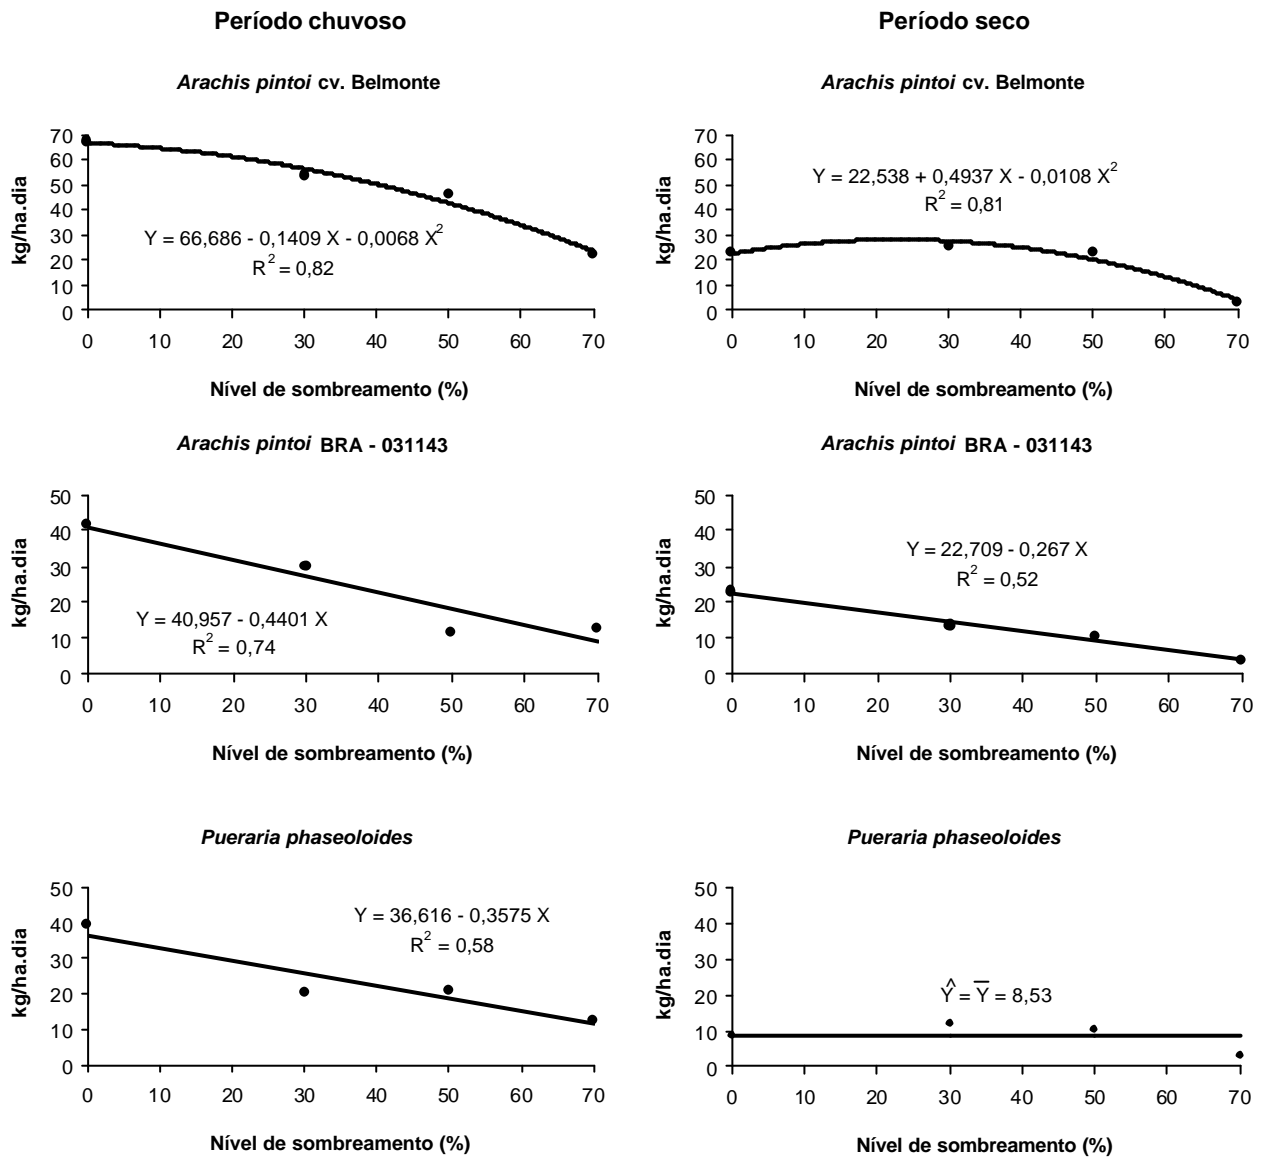 Período chuvoso
Período seco
Arachis pintoi cv. Belmonte
kg/ha.dia
70
60
50
40
30
20
10
0
Y = 66,686 - 0,1409 X - 0,0068 X²
R² = 0,82
0 10 20 30 40 50 60 70
Nível de sombreamento (%)
Arachis pintoi cv. Belmonte
kg/ha.dia
70
60
50
40
30
20
10
0
Y = 22,538 + 0,4937 X - 0,0108 X²
R² = 0,81
0 10 20 30 40 50 60 70
Nível de sombreamento (%)
Arachis pintoi BRA - 031143
kg/ha.dia
50
40
30
20
10
0
Y = 40,957 - 0,4401 X
R² = 0,74
0 10 20 30 40 50 60 70
Nível de sombreamento (%)
Arachis pintoi BRA - 031143
kg/ha.dia
50
40
30
20
10
0
Y = 22,709 - 0,267 X
R² = 0,52
0 10 20 30 40 50 60 70
Nível de sombreamento (%)
Pueraria phaseoloides
kg/ha.dia
50
40
30
20
10
0
Y = 36,616 - 0,3575 X
R² = 0,58
0 10 20 30 40 50 60 70
Nível de sombreamento (%)
Pueraria phaseoloides
kg/ha.dia
50
40
30
20
10
0
Ŷ = Y̅ = 8,53
0 10 20 30 40 50 60 70
Nível de sombreamento (%)